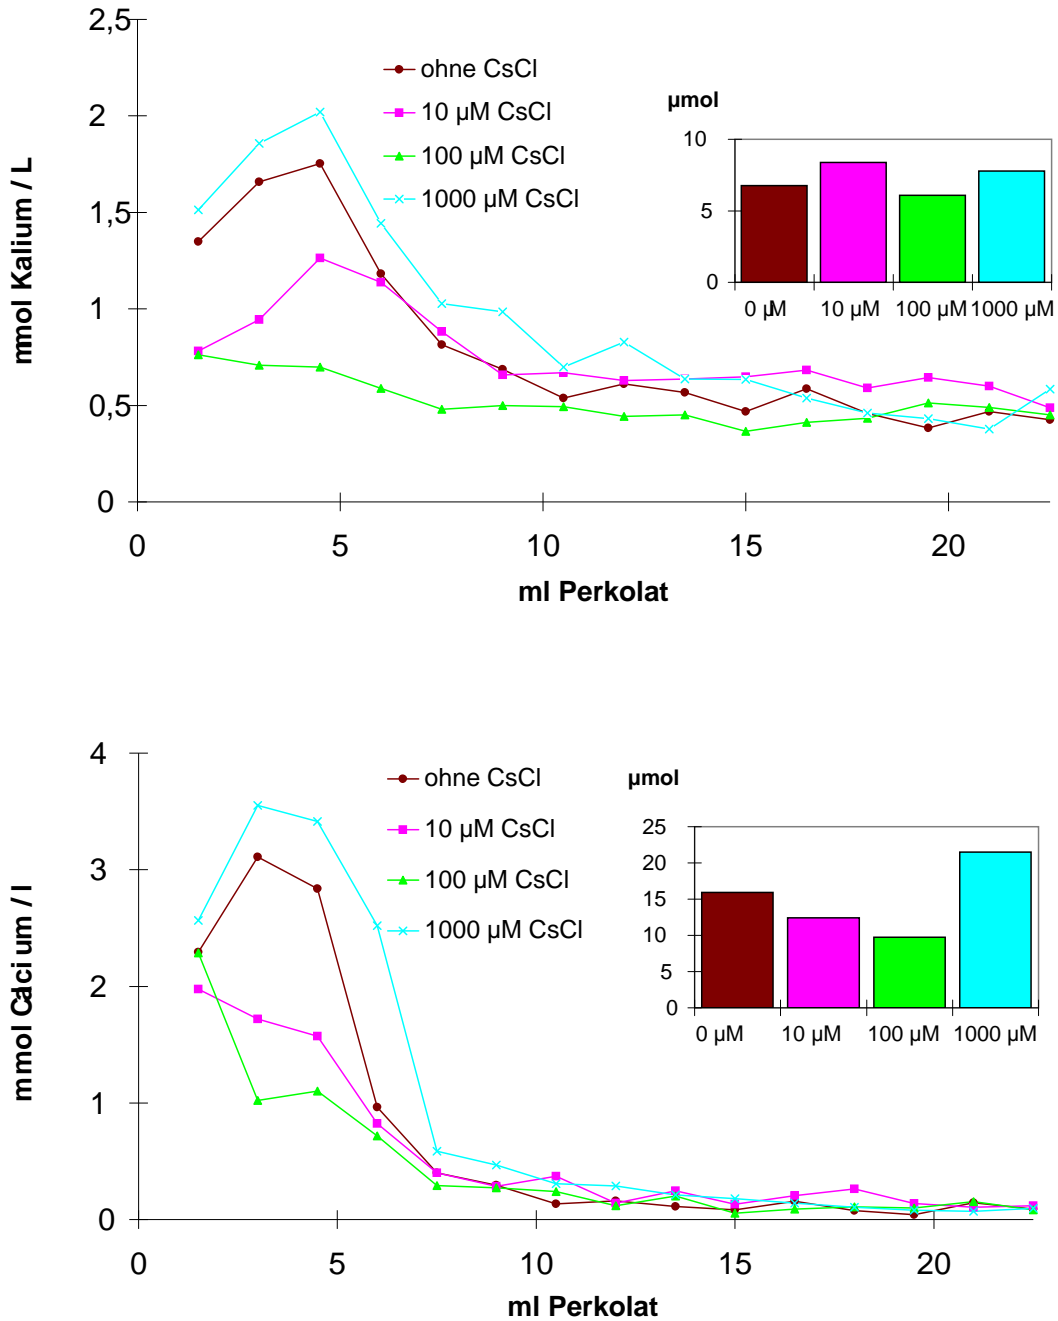 2,5
2
1,5
1
0,5
0
mmol Kalium / L
ohne CsCl
10 µM CsCl
100 µM CsCl
1000 µM CsCl
µmol
10
5
0
0 µM 10 µM 100 µM 1000 µM
0 5 10 15 20
ml Perkolat
4
3
2
1
0
mmol Calcium / l
ohne CsCl
10 µM CsCl
100 µM CsCl
1000 µM CsCl
µmol
25
20
15
10
5
0
0 µM 10 µM 100 µM 1000 µM
0 5 10 15 20
ml Perkolat